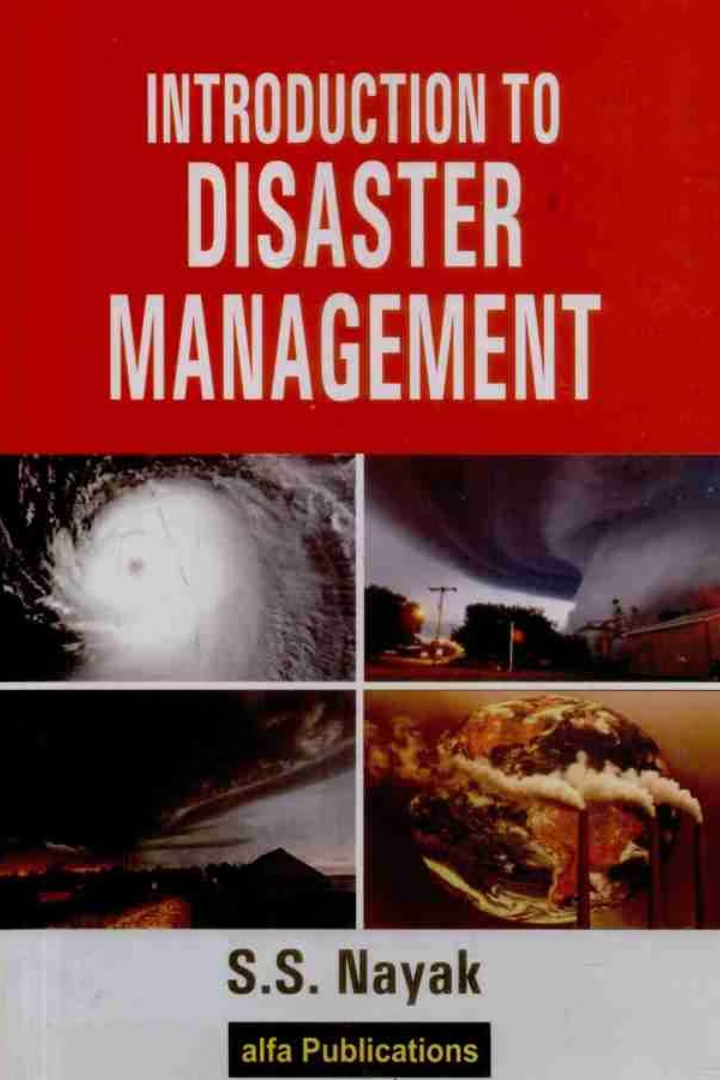 INTRODUCTION TO
DISASTER
MANAGEMENT
S.S. Nayak
alfa Publications